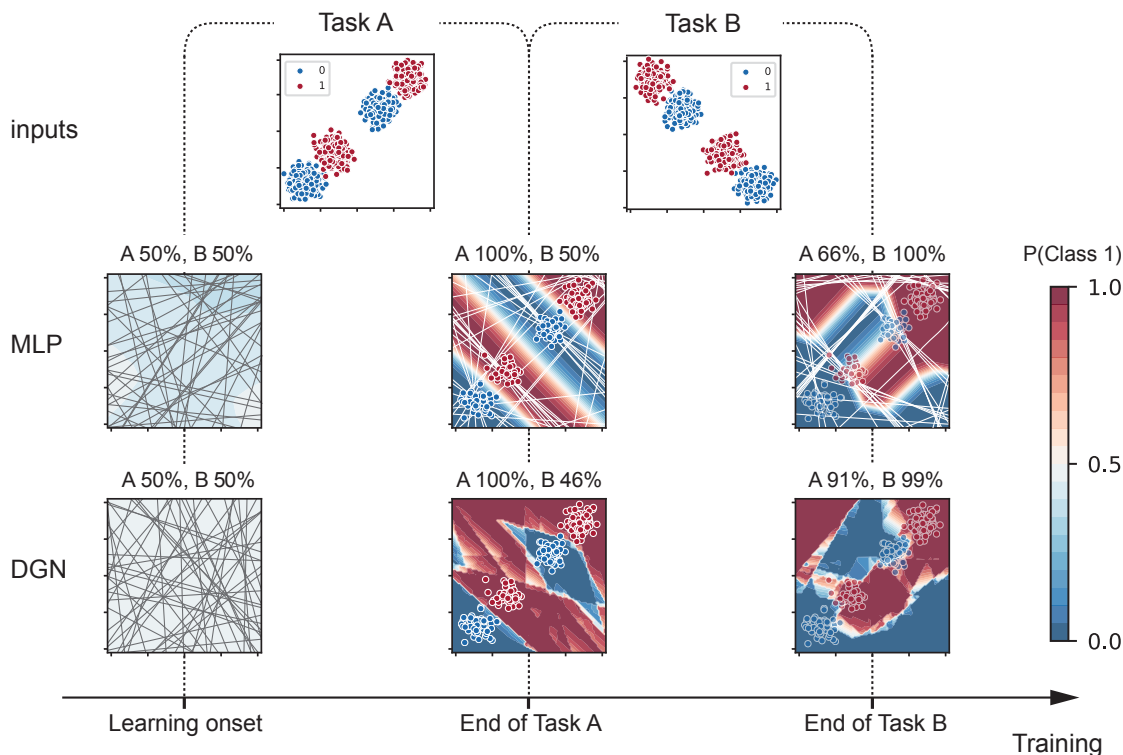 Task A
Task B
0
1
0
1
inputs
A 50%, B 50%
A 100%, B 50%
A 66%, B 100%
P(Class 1)
1.0
MLP
0.5
A 50%, B 50%
A 100%, B 46%
A 91%, B 99%
DGN
0.0
Learning onset
End of Task A
End of Task B
Training